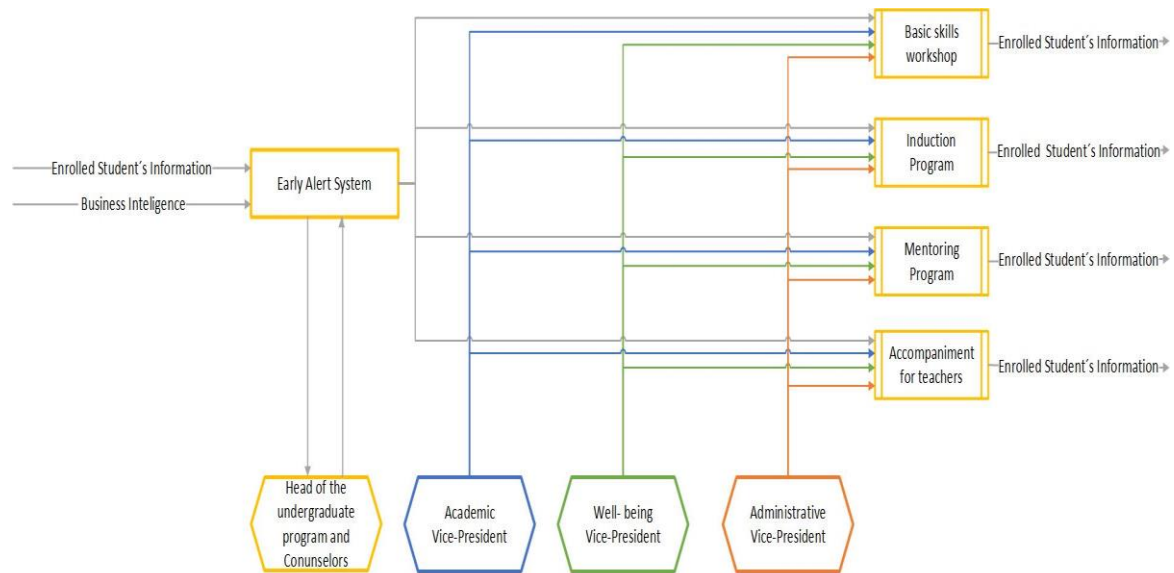 Basic skills
workshop
Enrolled Student´s Information
Enrolled Student´s Information
Business Inteligence
Early Alert System
Induction
Program
Enrolled  Student´s Information
Mentoring
Program
Enrolled Student´s Information
Accompaniment
for teachers
Enrolled Student´s Information
Head of the
undergraduate
program and
Conunselors
Academic
Vice-President
Well- being
Vice-President
Administrative
Vice-President